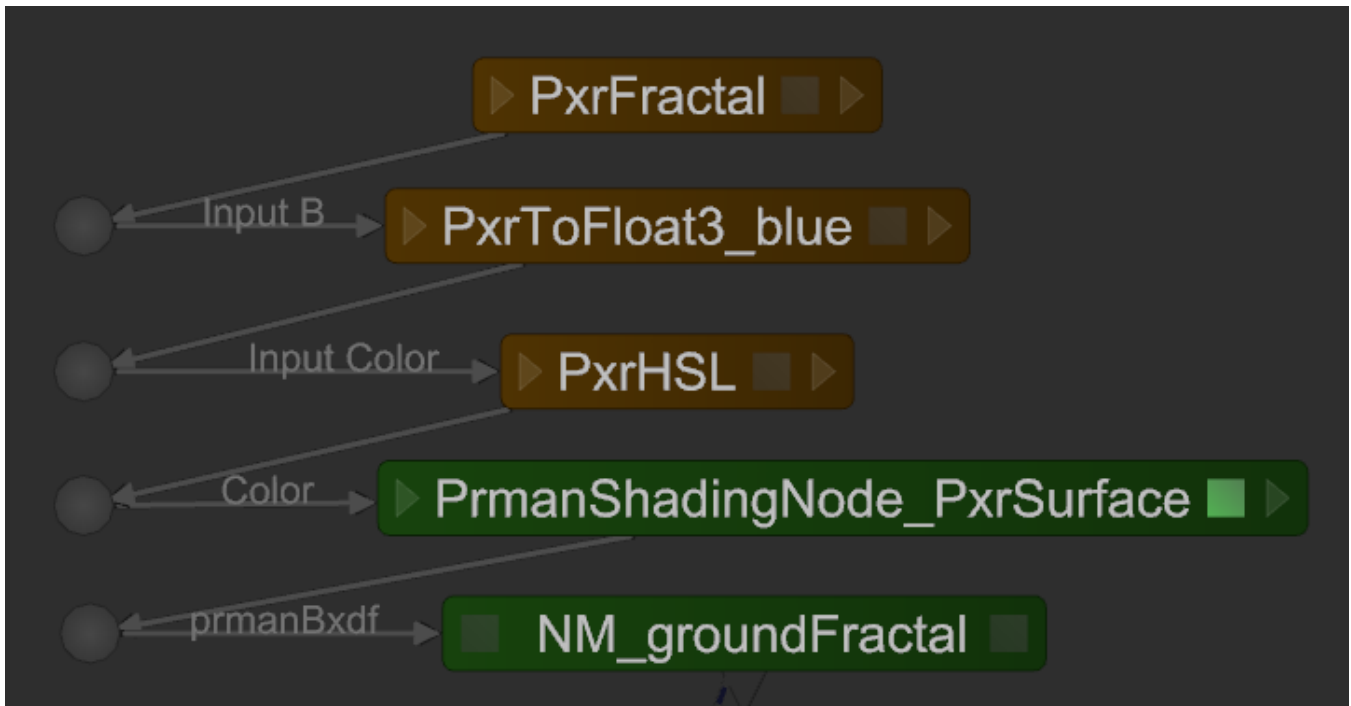 PxrFractal
Input B
PxrToFloat3_blue
Input Color
PxrHSL
Color
PrmanShadingNode_PxrSurface
prmanBxdf
NM_groundFractal